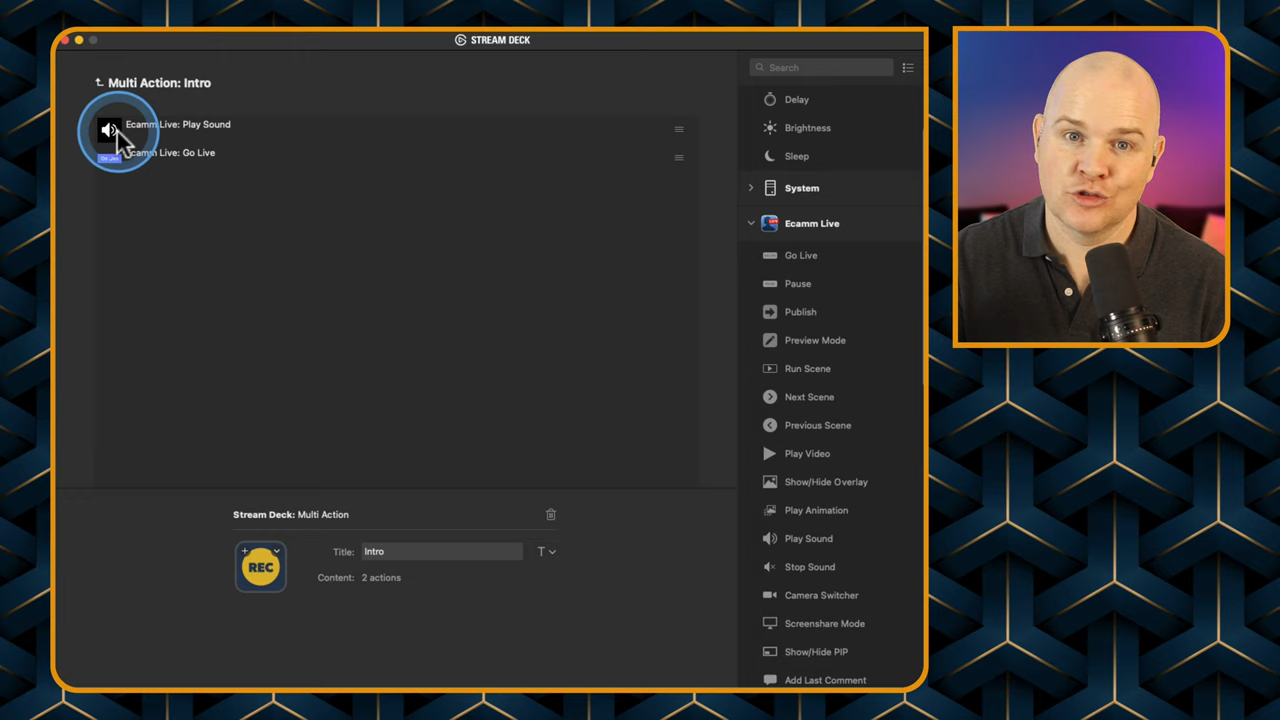 STREAM DECK
Multi Action: Intro
Ecamm Live: Play Sound
Ecamm Live: Go Live
Search
Delay
Brightness
Sleep
System
Ecamm Live
Go Live
Pause
Publish
Preview Mode
Run Scene
Next Scene
Previous Scene
Play Video
Show/Hide Overlay
Play Animation
Play Sound
Stop Sound
Camera Switcher
Screenshare Mode
Show/Hide PIP
Add Last Comment
Stream Deck: Multi Action
REC
Title: Intro
T
Content: 2 actions